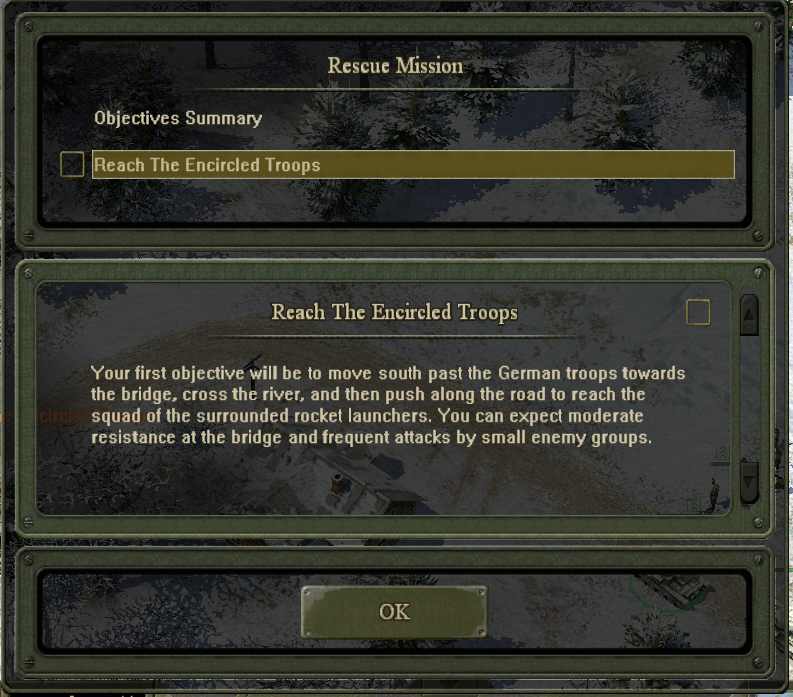 Rescue Mission
Objectives Summary
Reach The Encircled Troops
Reach The Encircled Troops
Your first objective will be to move south past the German troops towards
the bridge, cross the river, and then push along the road to reach the
squad of the surrounded rocket launchers. You can expect moderate
resistance at the bridge and frequent attacks by small enemy groups.
OK